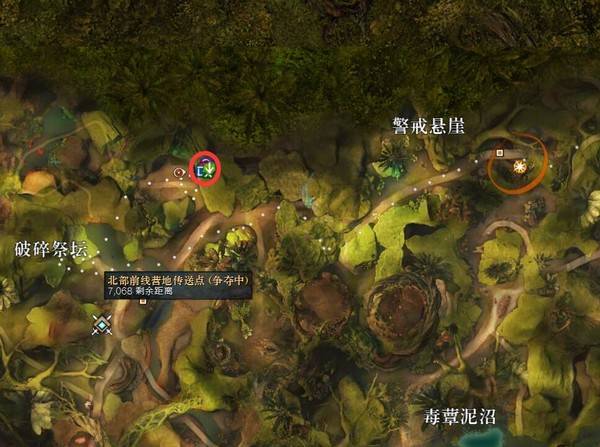 警戒悬崖
破碎祭坛
北部前线营地传送点 (争夺中)
7,068 剩余距离
毒蕈泥沼